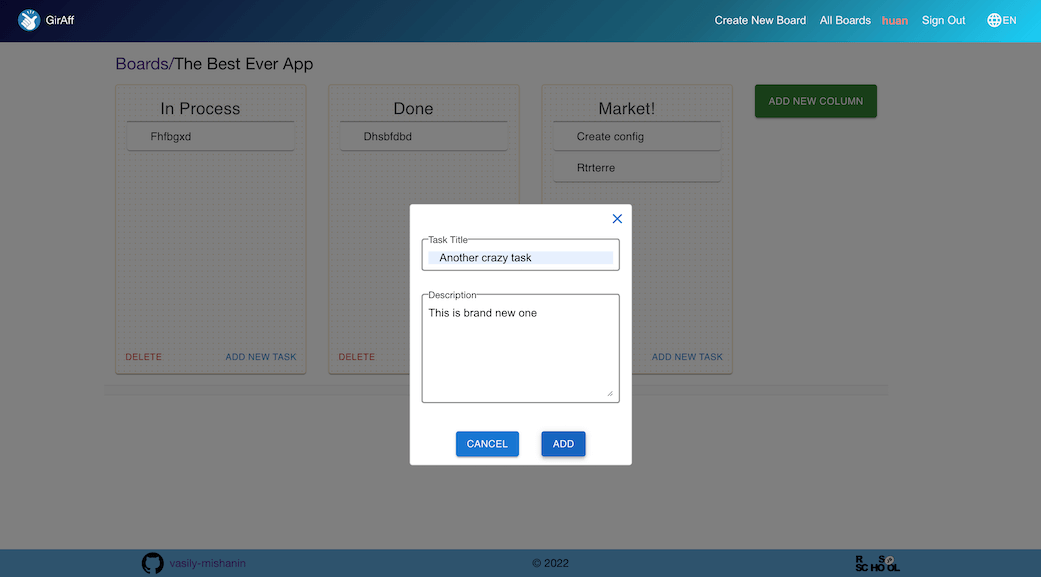 GirAff
Create New Board All Boards huan Sign Out EN
Boards/The Best Ever App
In Process
Fhfbgxd
DELETE ADD NEW TASK
Done
Dhsbfdbd
DELETE
Market!
Create config
Rtrterre
ADD NEW TASK
ADD NEW COLUMN
Task Title
Another crazy task
Description
This is brand new one
CANCEL ADD
vasily-mishanin © 2022
RS
SCHOOL